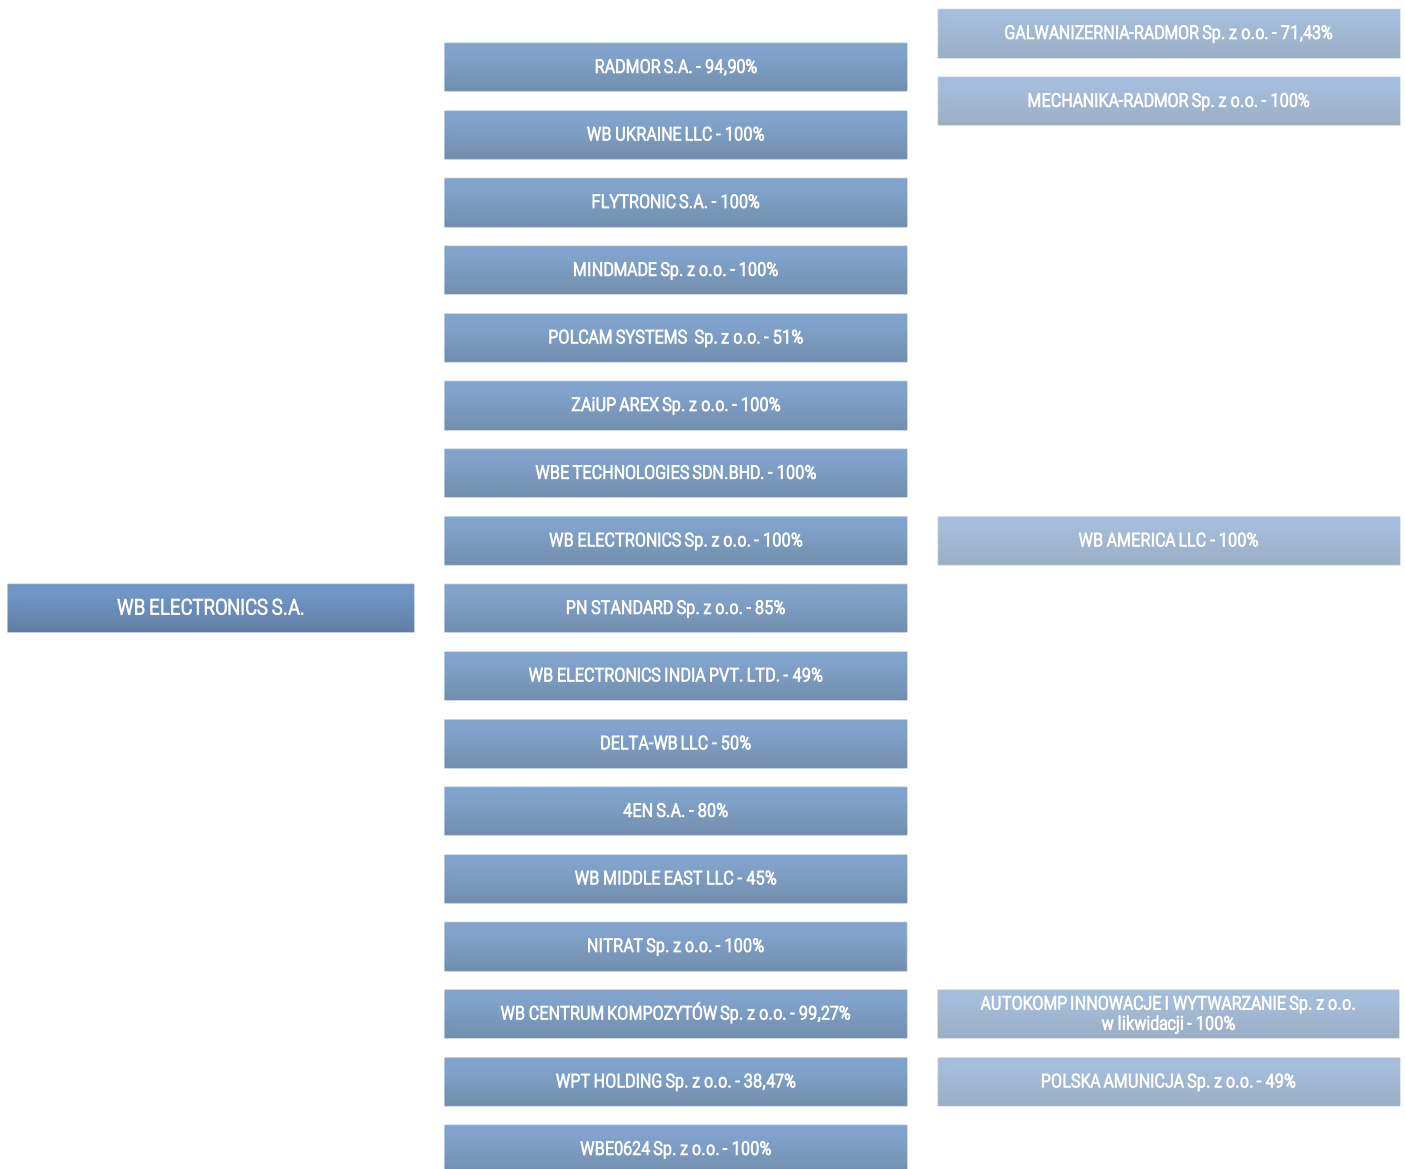 GALWANIZERNIA-RADMOR Sp. z o.o. - 71,43%
RADMOR S.A. - 94,90%
MECHANIKA-RADMOR Sp. z o.o. - 100%
WB UKRAINE LLC - 100%
FLYTRONIC S.A. - 100%
MINDMADE Sp. z o.o. - 100%
POLCAM SYSTEMS Sp. z o.o. - 51%
ZAiUP AREX Sp. z o.o. - 100%
WBE TECHNOLOGIES SDN.BHD. - 100%
WB ELECTRONICS Sp. z o.o. - 100%
WB AMERICA LLC - 100%
WB ELECTRONICS S.A.
PN STANDARD Sp. z o.o. - 85%
WB ELECTRONICS INDIA PVT. LTD. - 49%
DELTA-WB LLC - 50%
4EN S.A. - 80%
WB MIDDLE EAST LLC - 45%
NITRAT Sp. z o.o. - 100%
WB CENTRUM KOMPOZYTÓW Sp. z o.o. - 99,27%
AUTOKOMP INNOWACJE I WYTWARZANIE Sp. z o.o.
w likwidacji - 100%
WPT HOLDING Sp. z o.o. - 38,47%
POLSKA AMUNICJA Sp. z o.o. - 49%
WBE0624 Sp. z o.o. - 100%